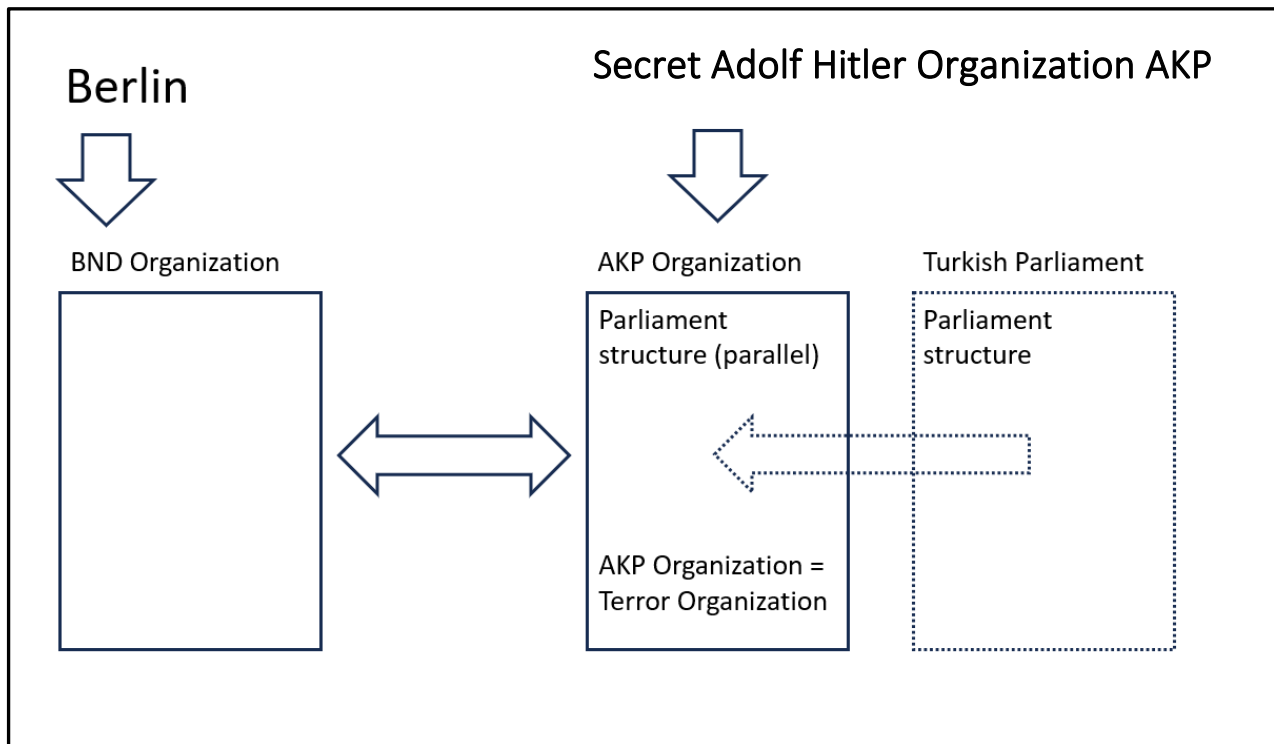 Berlin
Secret Adolf Hitler Organization AKP
BND Organization
AKP Organization
Turkish Parliament
Parliament
structure (parallel)
Parliament
structure
AKP Organization =
Terror Organization